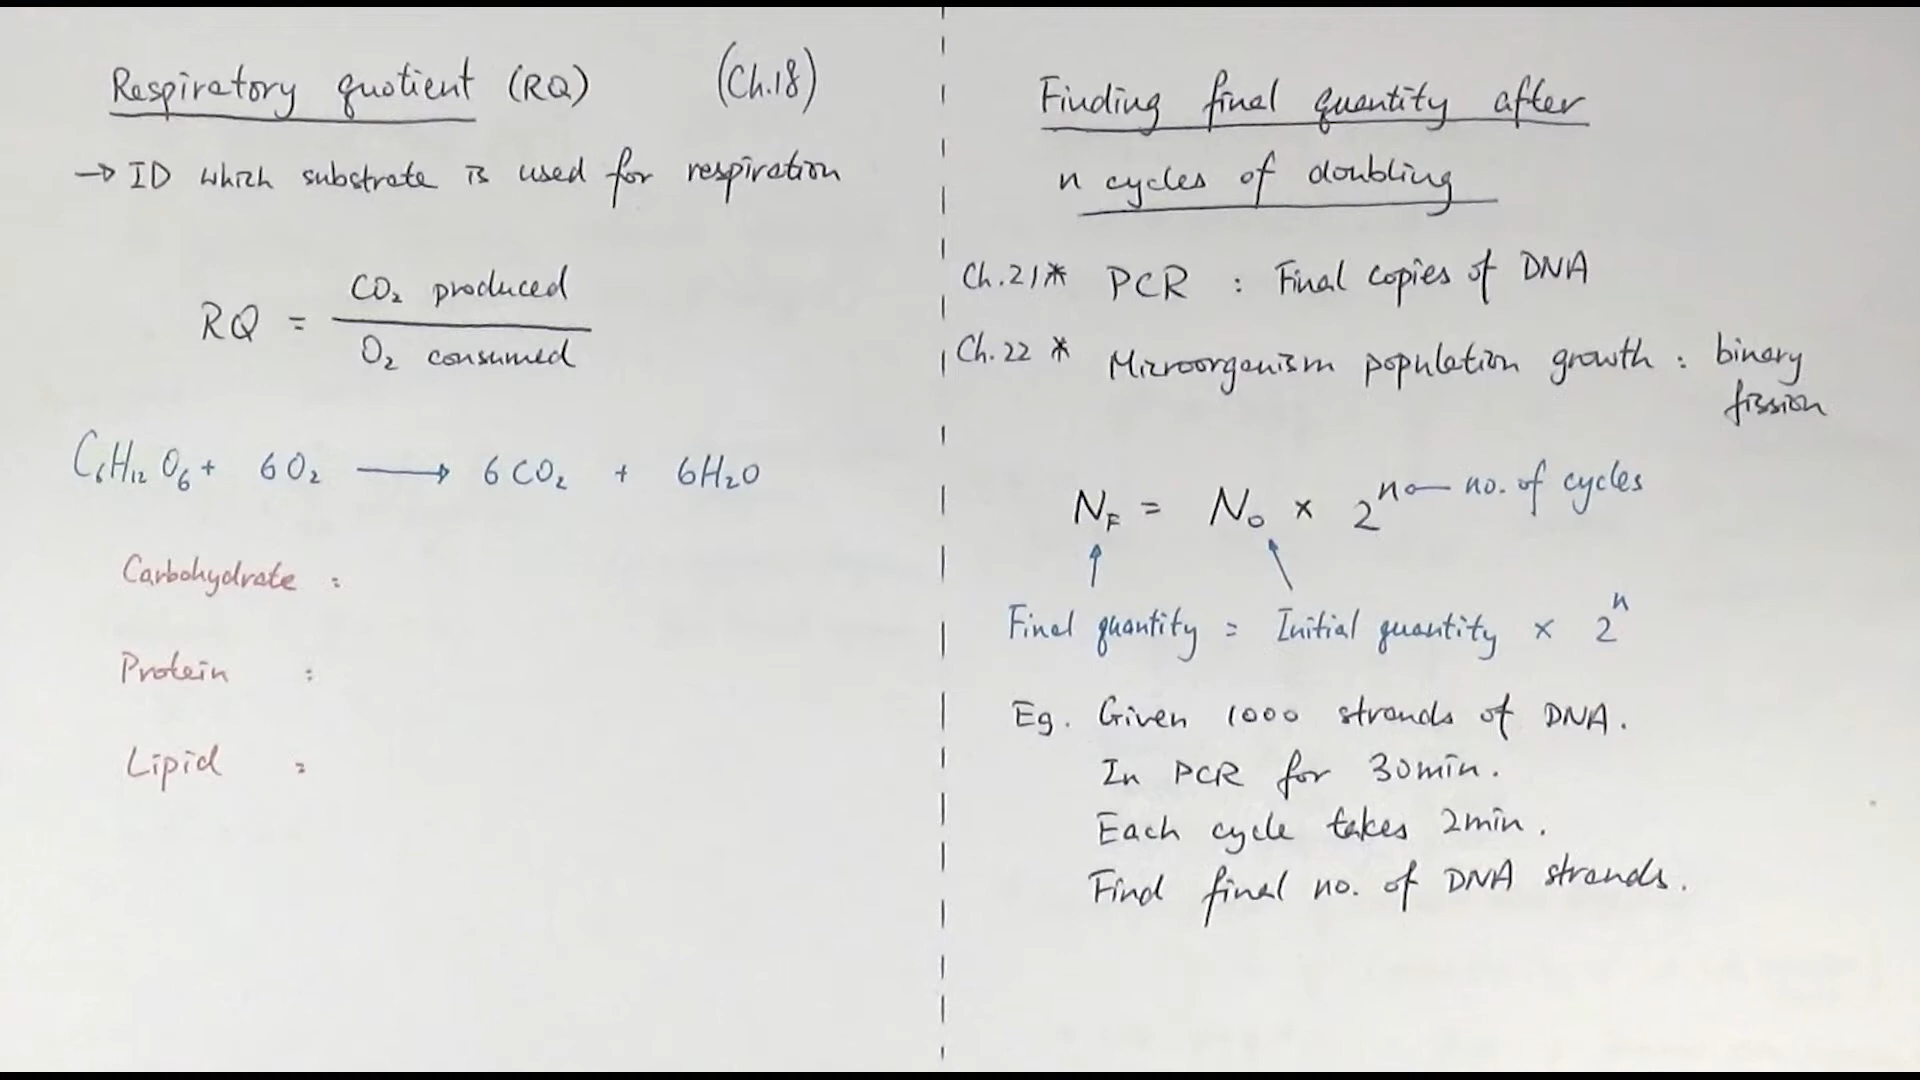 Respiratory quotient (RQ) (Ch.18)
→ ID which substrate is used for respiration
RQ = CO₂ produced
O₂ consumed
C₆H₁₂O₆ + 6O₂ → 6CO₂ + 6H₂O
Carbohydrate :
Protein :
Lipid :
Finding final quantity after
n cycles of doubling
Ch.21* PCR : Final copies of DNA
Ch.22 * Microorganism population growth : binary
fission
N_F = N₀ × 2ⁿ no. of cycles
Final quantity = Initial quantity × 2ⁿ
Eg. Given 1000 strands of DNA.
In PCR for 30min.
Each cycle takes 2min.
Find final no. of DNA strands.